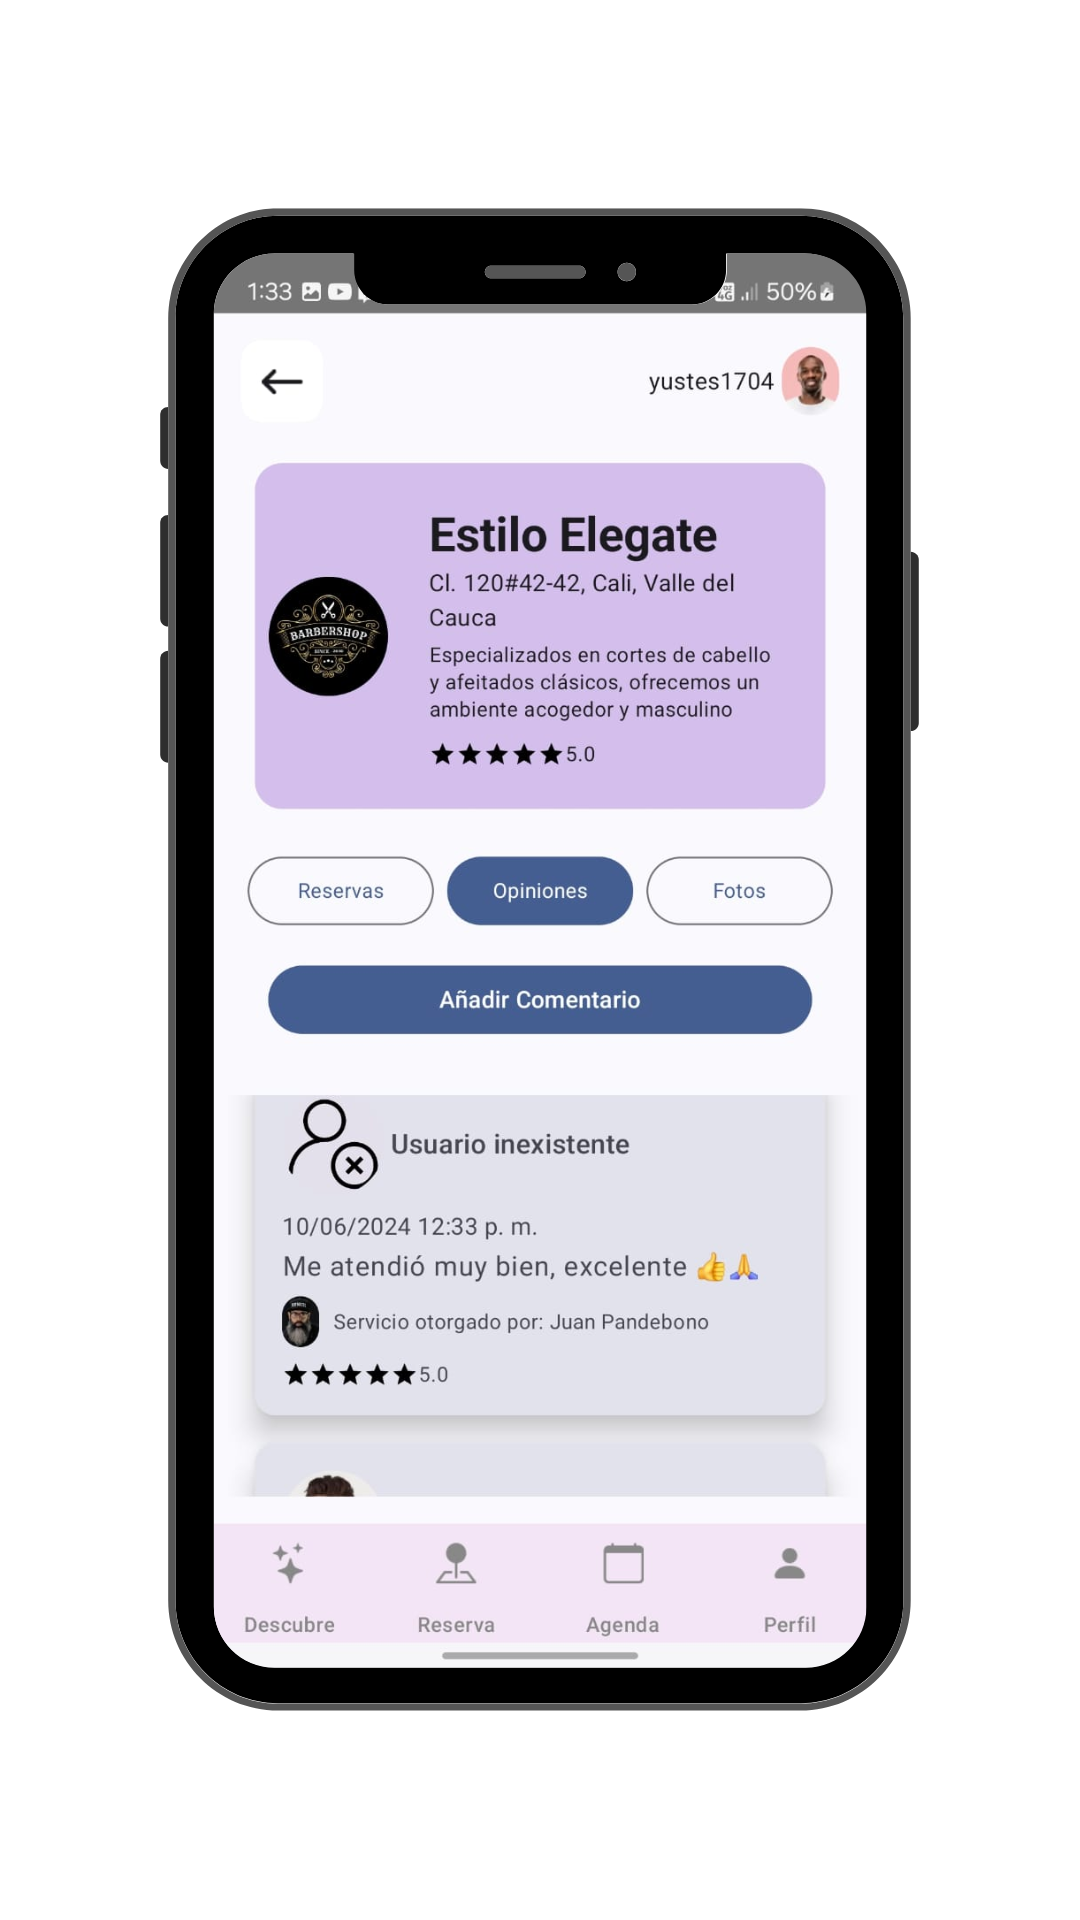 1:33
4G
50%
yustes1704
Estilo Elegate
Cl. 120#42-42, Cali, Valle del
Cauca
BARBERSHOP
Especializados en cortes de cabello
y afeitados clásicos, ofrecemos un
ambiente acogedor y masculino
5.0
Reservas
Opiniones
Fotos
Añadir Comentario
Usuario inexistente
10/06/2024 12:33 p. m.
Me atendió muy bien, excelente 👍🙏
Servicio otorgado por: Juan Pandebono
5.0
Descubre
Reserva
Agenda
Perfil